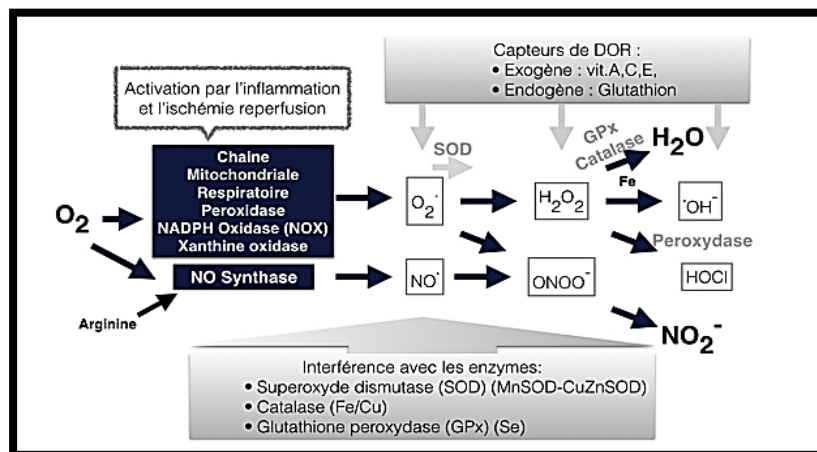 Capteurs de DOR :
• Exogène : vit.A,C,E,
• Endogène : Glutathion
Activation par l'inflammation
et l'ischémie reperfusion
SOD
GPx
Catalase
H2O
Chaine
Mitochondriale
Respiratoire
Peroxidase
NADPH Oxidase (NOX)
Xanthine oxidase
O2
O2·
H2O2
Fe
·OH-
Peroxydase
HOCl
NO Synthase
NO·
ONOO-
Arginine
NO2-
Interférence avec les enzymes:
• Superoxyde dismutase (SOD) (MnSOD-CuZnSOD)
• Catalase (Fe/Cu)
• Glutathione peroxydase (GPx) (Se)